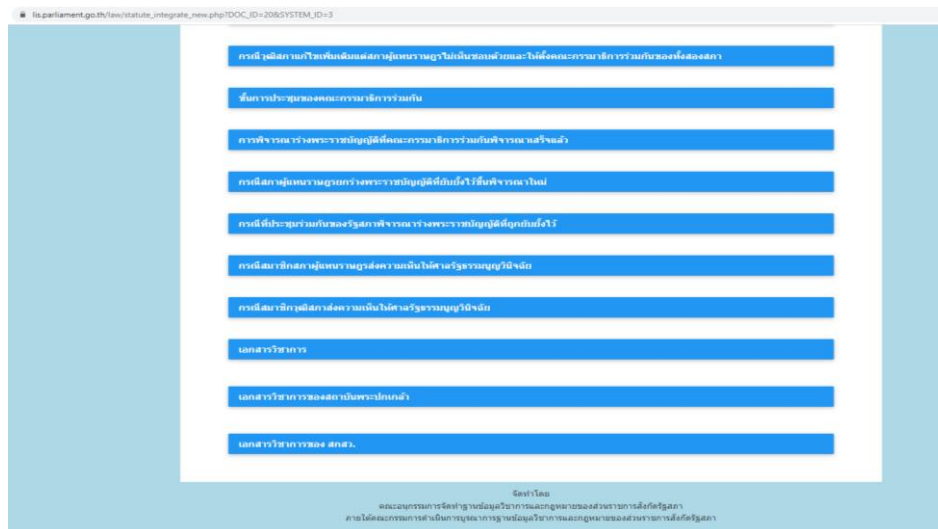 lis.parliament.go.th/law/statute_integrate_new.php?DOC_ID=208&SYSTEM_ID=3
กรณีวุฒิสภาแก้ไขเพิ่มเติมแต่สภาผู้แทนราษฎรไม่เห็นชอบด้วยและให้ตั้งคณะกรรมาธิการร่วมกันของทั้งสองสภา
ขั้นการประชุมของคณะกรรมาธิการร่วมกัน
การพิจารณาร่างพระราชบัญญัติที่คณะกรรมาธิการร่วมกันพิจารณาเสร็จแล้ว
กรณีสภาผู้แทนราษฎรยกร่างพระราชบัญญัติที่ยับยั้งไว้ขึ้นพิจารณาใหม่
กรณีที่ประชุมร่วมกันของรัฐสภาพิจารณาร่างพระราชบัญญัติที่ถูกยับยั้งไว้
กรณีสมาชิกสภาผู้แทนราษฎรส่งความเห็นให้ศาลรัฐธรรมนูญวินิจฉัย
กรณีสมาชิกวุฒิสภาส่งความเห็นให้ศาลรัฐธรรมนูญวินิจฉัย
เอกสารวิชาการ
เอกสารวิชาการของสถาบันพระปกเกล้า
เอกสารวิชาการของ สกสว.
จัดทำโดย
คณะอนุกรรมการจัดทำฐานข้อมูลวิชาการและกฎหมายของส่วนราชการสังกัดรัฐสภา
ภายใต้คณะกรรมการดำเนินการบูรณาการฐานข้อมูลวิชาการและกฎหมายของส่วนราชการสังกัดรัฐสภา